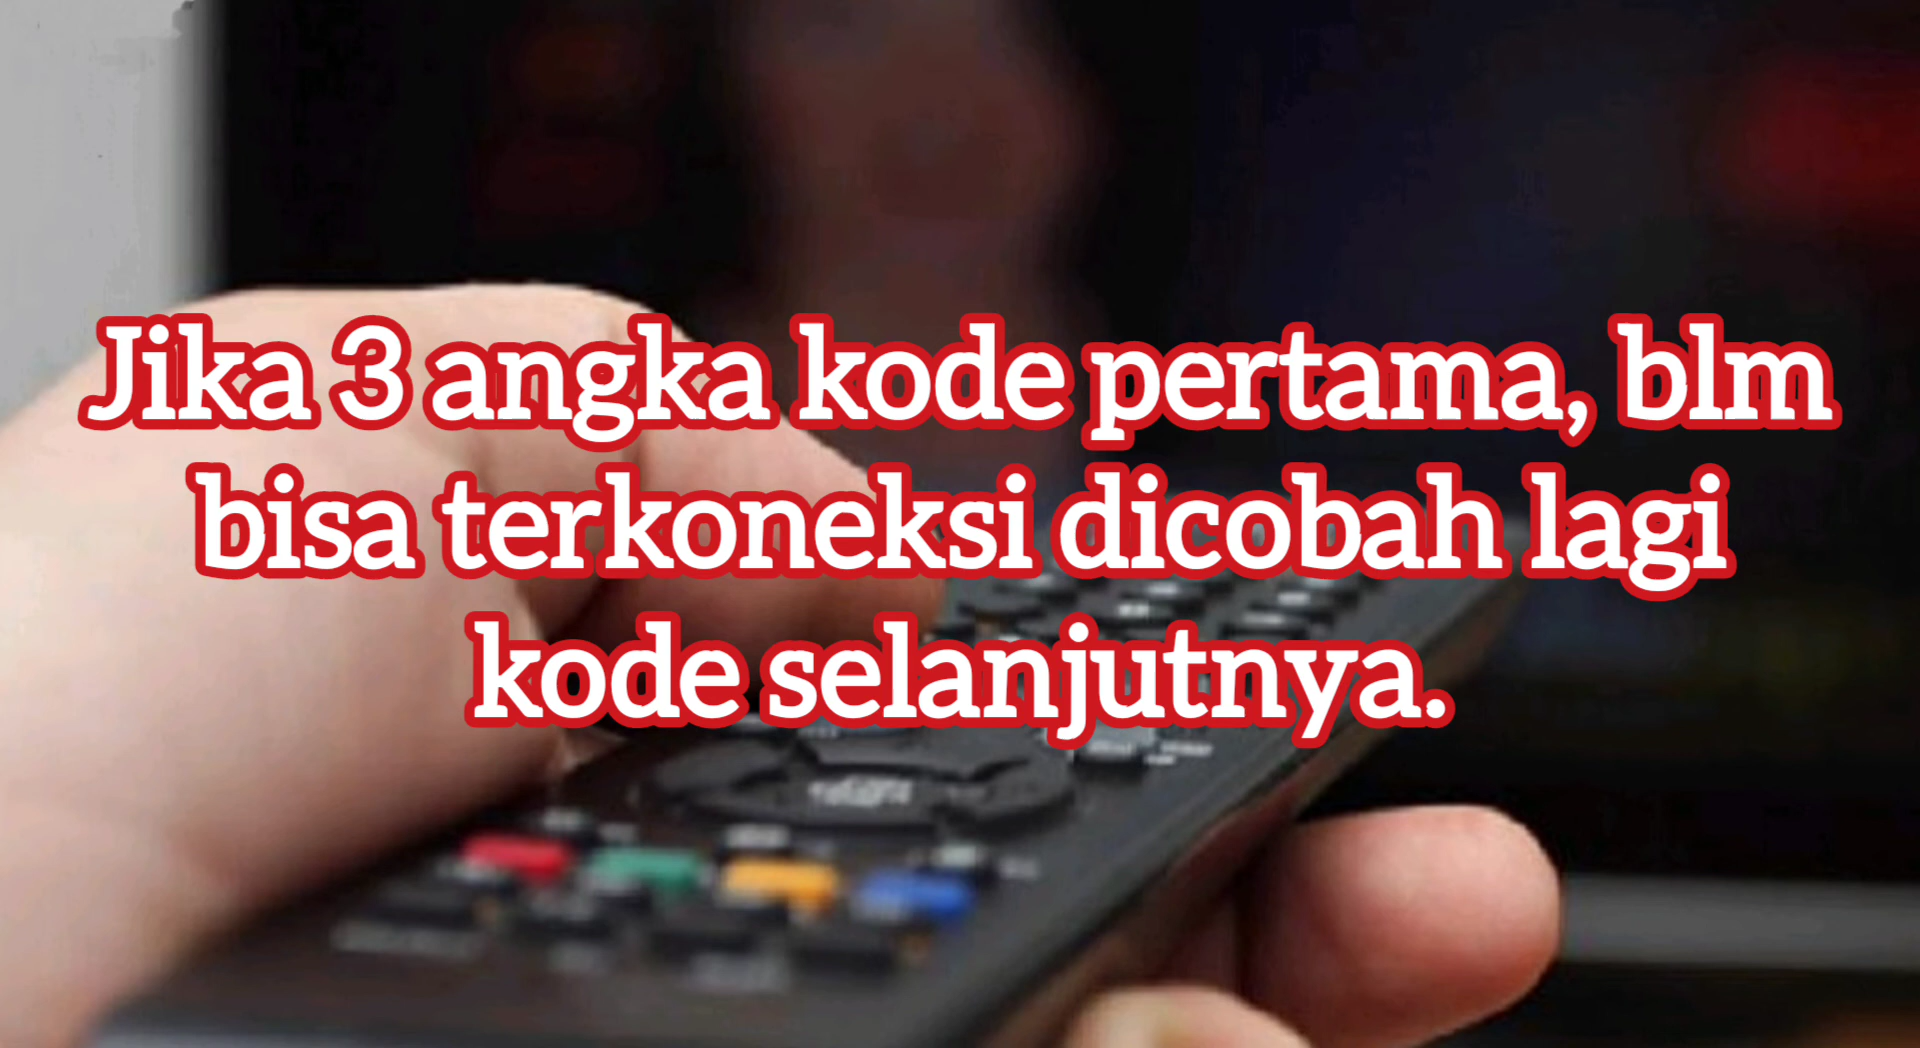 Jika 3 angka kode pertama, blm
bisa terkoneksi dicobah lagi
kode selanjutnya.